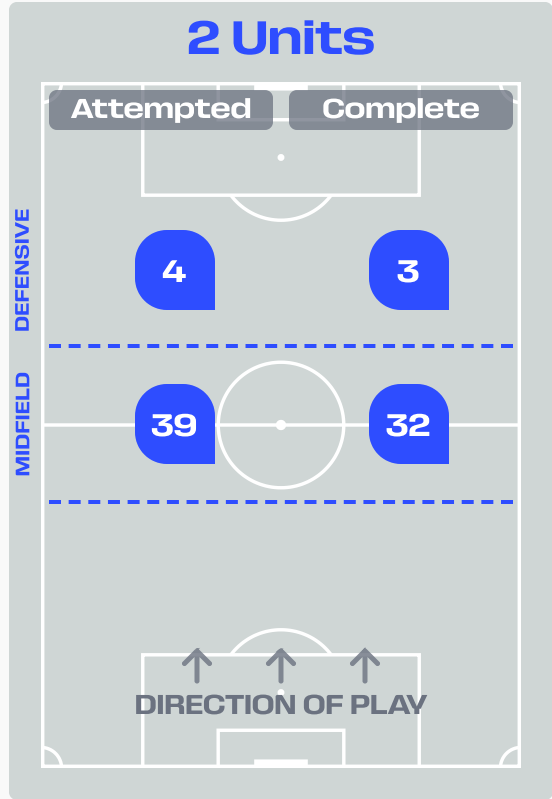 2 Units
Attempted Complete
DEFENSIVE
4 3
MIDFIELD
39 32
DIRECTION OF PLAY